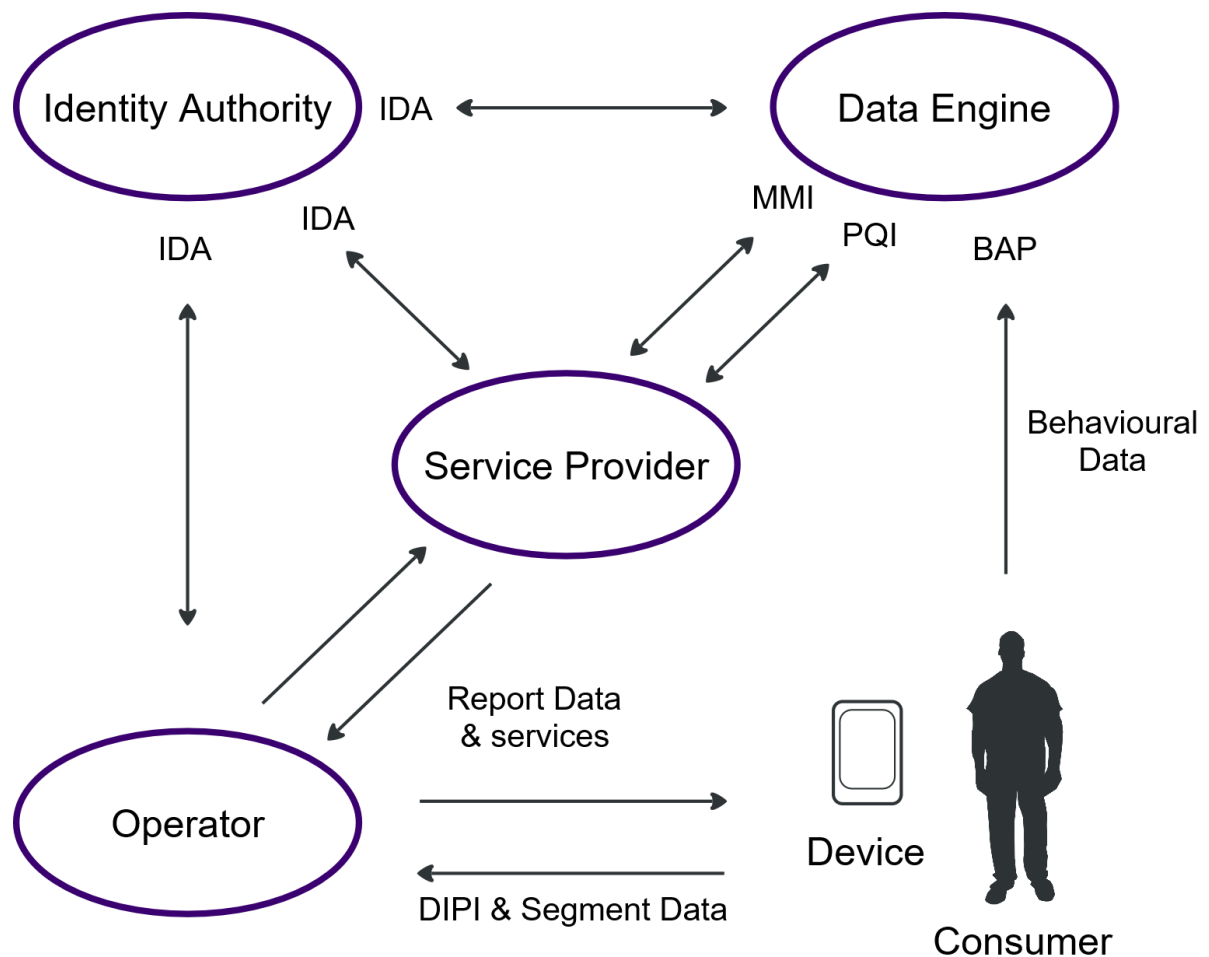 Identity Authority
IDA
Data Engine
IDA
IDA
MMI
PQI
BAP
Behavioural
Data
Service Provider
Report Data
& services
Operator
Device
DIPI & Segment Data
Consumer